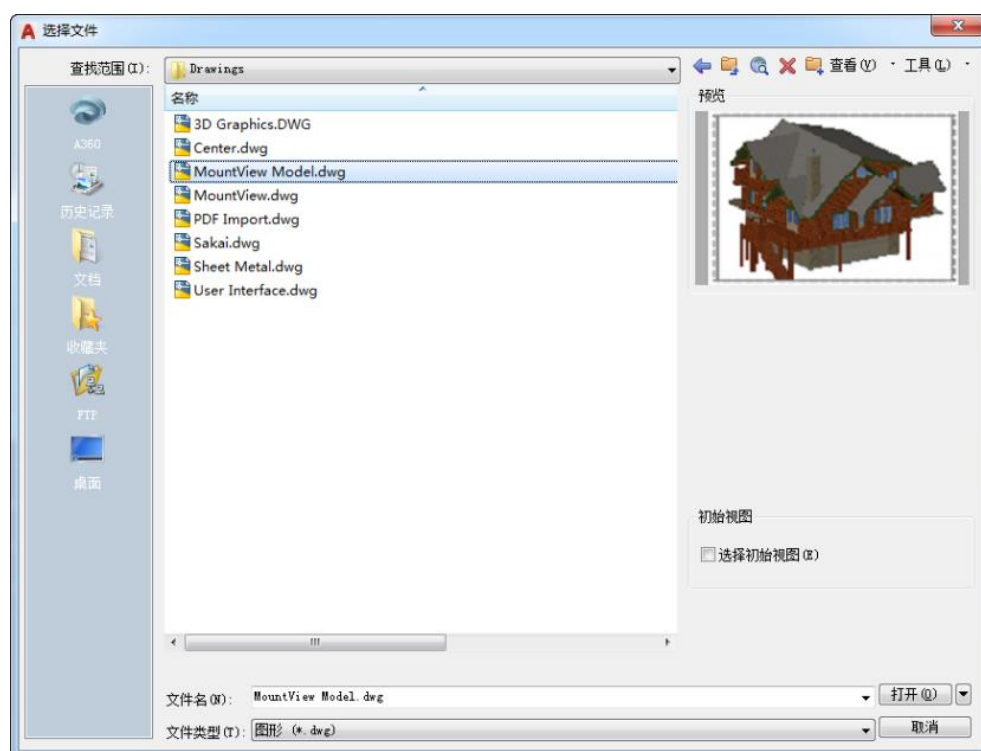 选择文件
查找范围(I):
Drawings
查看(V)
工具(L)
A360
历史记录
文档
收藏夹
FTP
桌面
名称
3D Graphics.DWG
Center.dwg
MountView Model.dwg
MountView.dwg
PDF Import.dwg
Sakai.dwg
Sheet Metal.dwg
User Interface.dwg
预览
初始视图
选择初始视图(E)
文件名(N):
MountView Model.dwg
打开(O)
文件类型(T):
图形 (*.dwg)
取消